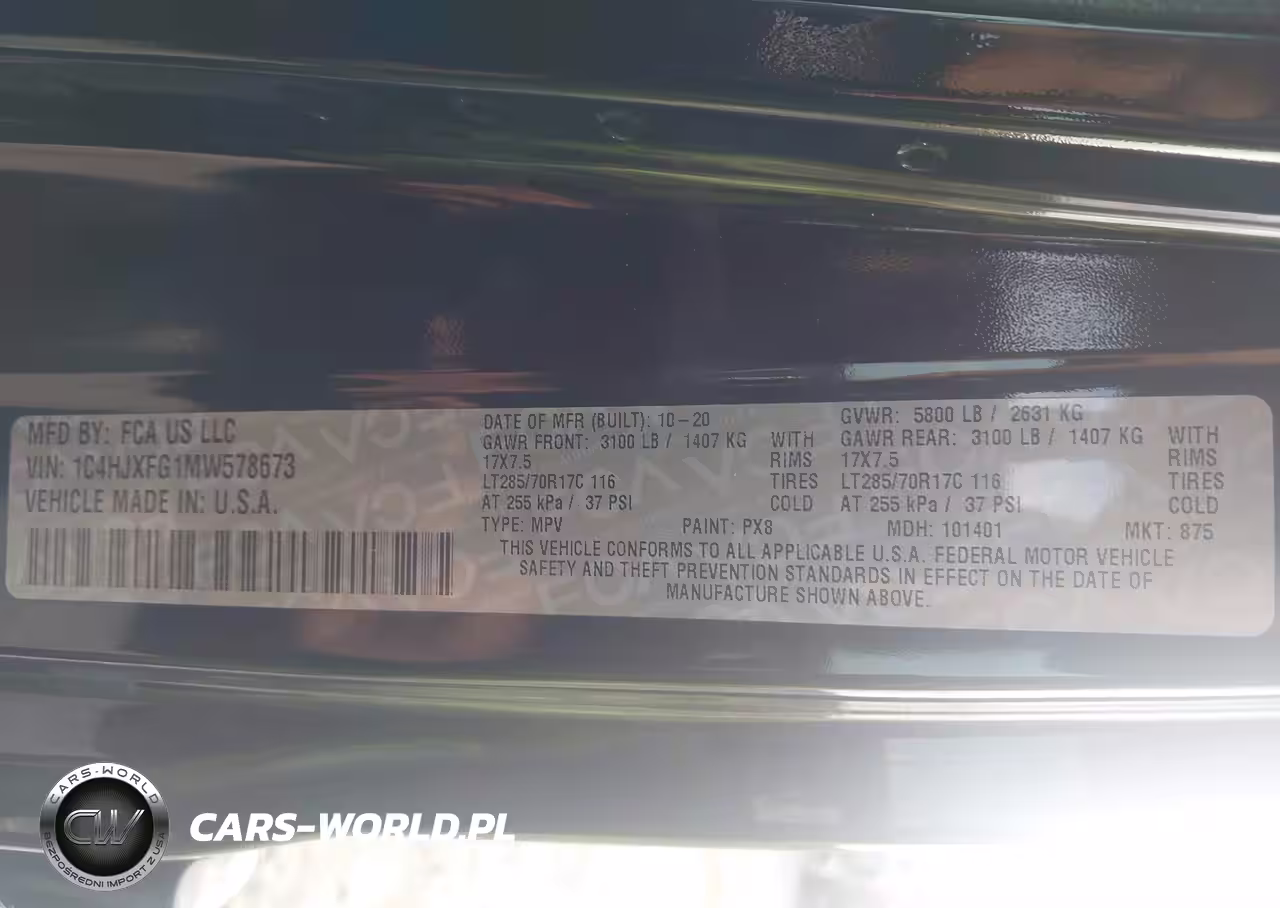 MFD BY: FCA US LLC
VIN: 1C4HJXFG1MW578673
VEHICLE MADE IN: U.S.A.
DATE OF MFR (BUILT): 10-20 GVWR: 5800 LB / 2631 KG
GAWR FRONT: 3100 LB / 1407 KG WITH GAWR REAR: 3100 LB / 1407 KG WITH
17X7.5 RIMS 17X7.5 RIMS
LT285/70R17C 116 TIRES LT285/70R17C 116 TIRES
AT 255 kPa / 37 PSI COLD AT 255 kPa / 37 PSI COLD
TYPE: MPV PAINT: PX8 MDH: 101401 MKT: 875
THIS VEHICLE CONFORMS TO ALL APPLICABLE U.S.A. FEDERAL MOTOR VEHICLE
SAFETY AND THEFT PREVENTION STANDARDS IN EFFECT ON THE DATE OF
MANUFACTURE SHOWN ABOVE.
CARS-WORLD
CW
BEZPOŚREDNI IMPORT Z USA
CARS-WORLD.PL